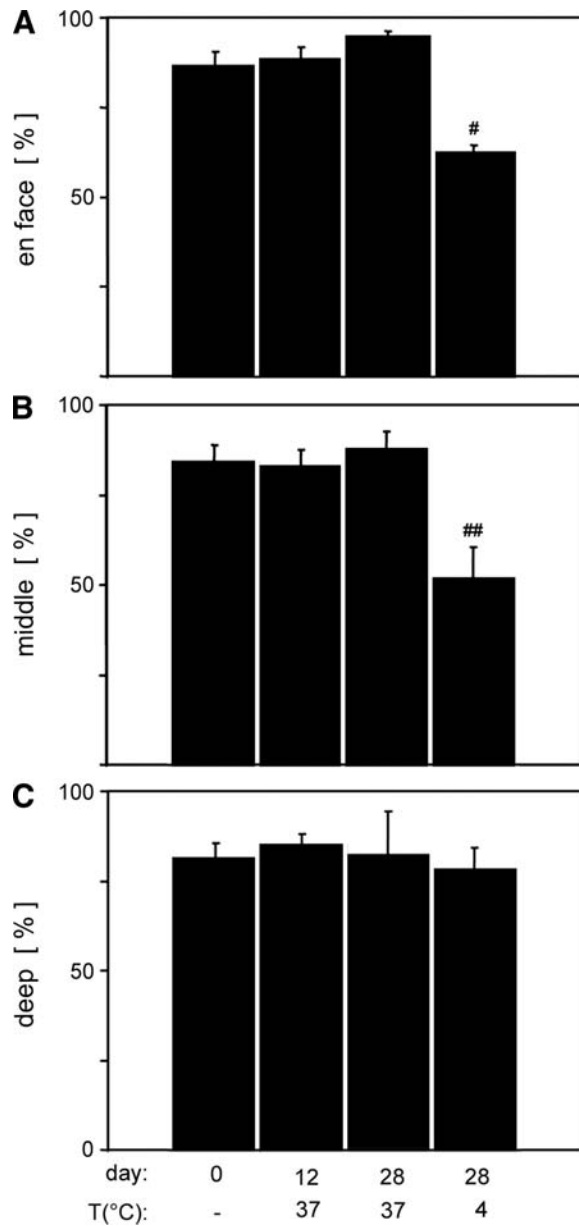 A
100
en face [ % ]
50
#
B
100
middle [ % ]
50
##
C
100
deep [ % ]
50
0
day: 0 12 28 28
T(°C): - 37 37 4